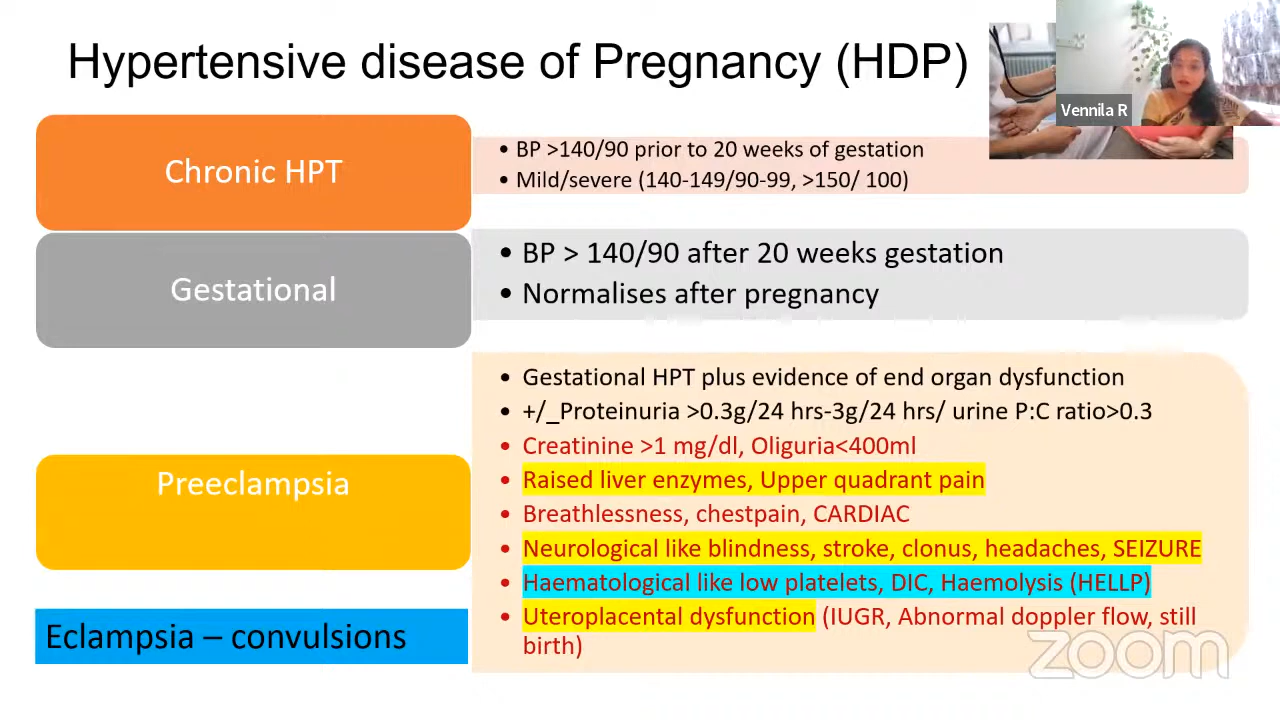 Hypertensive disease of Pregnancy (HDP)
Vennila R
Chronic HPT
• BP >140/90 prior to 20 weeks of gestation
• Mild/severe (140-149/90-99, >150/ 100)
Gestational
• BP > 140/90 after 20 weeks gestation
• Normalises after pregnancy
Preeclampsia
• Gestational HPT plus evidence of end organ dysfunction
• +/_Proteinuria >0.3g/24 hrs-3g/24 hrs/ urine P:C ratio>0.3
• Creatinine >1 mg/dl, Oliguria<400ml
• Raised liver enzymes, Upper quadrant pain
• Breathlessness, chestpain, CARDIAC
• Neurological like blindness, stroke, clonus, headaches, SEIZURE
• Haematological like low platelets, DIC, Haemolysis (HELLP)
• Uteroplacental dysfunction (IUGR, Abnormal doppler flow, still
birth)
Eclampsia – convulsions
zoom